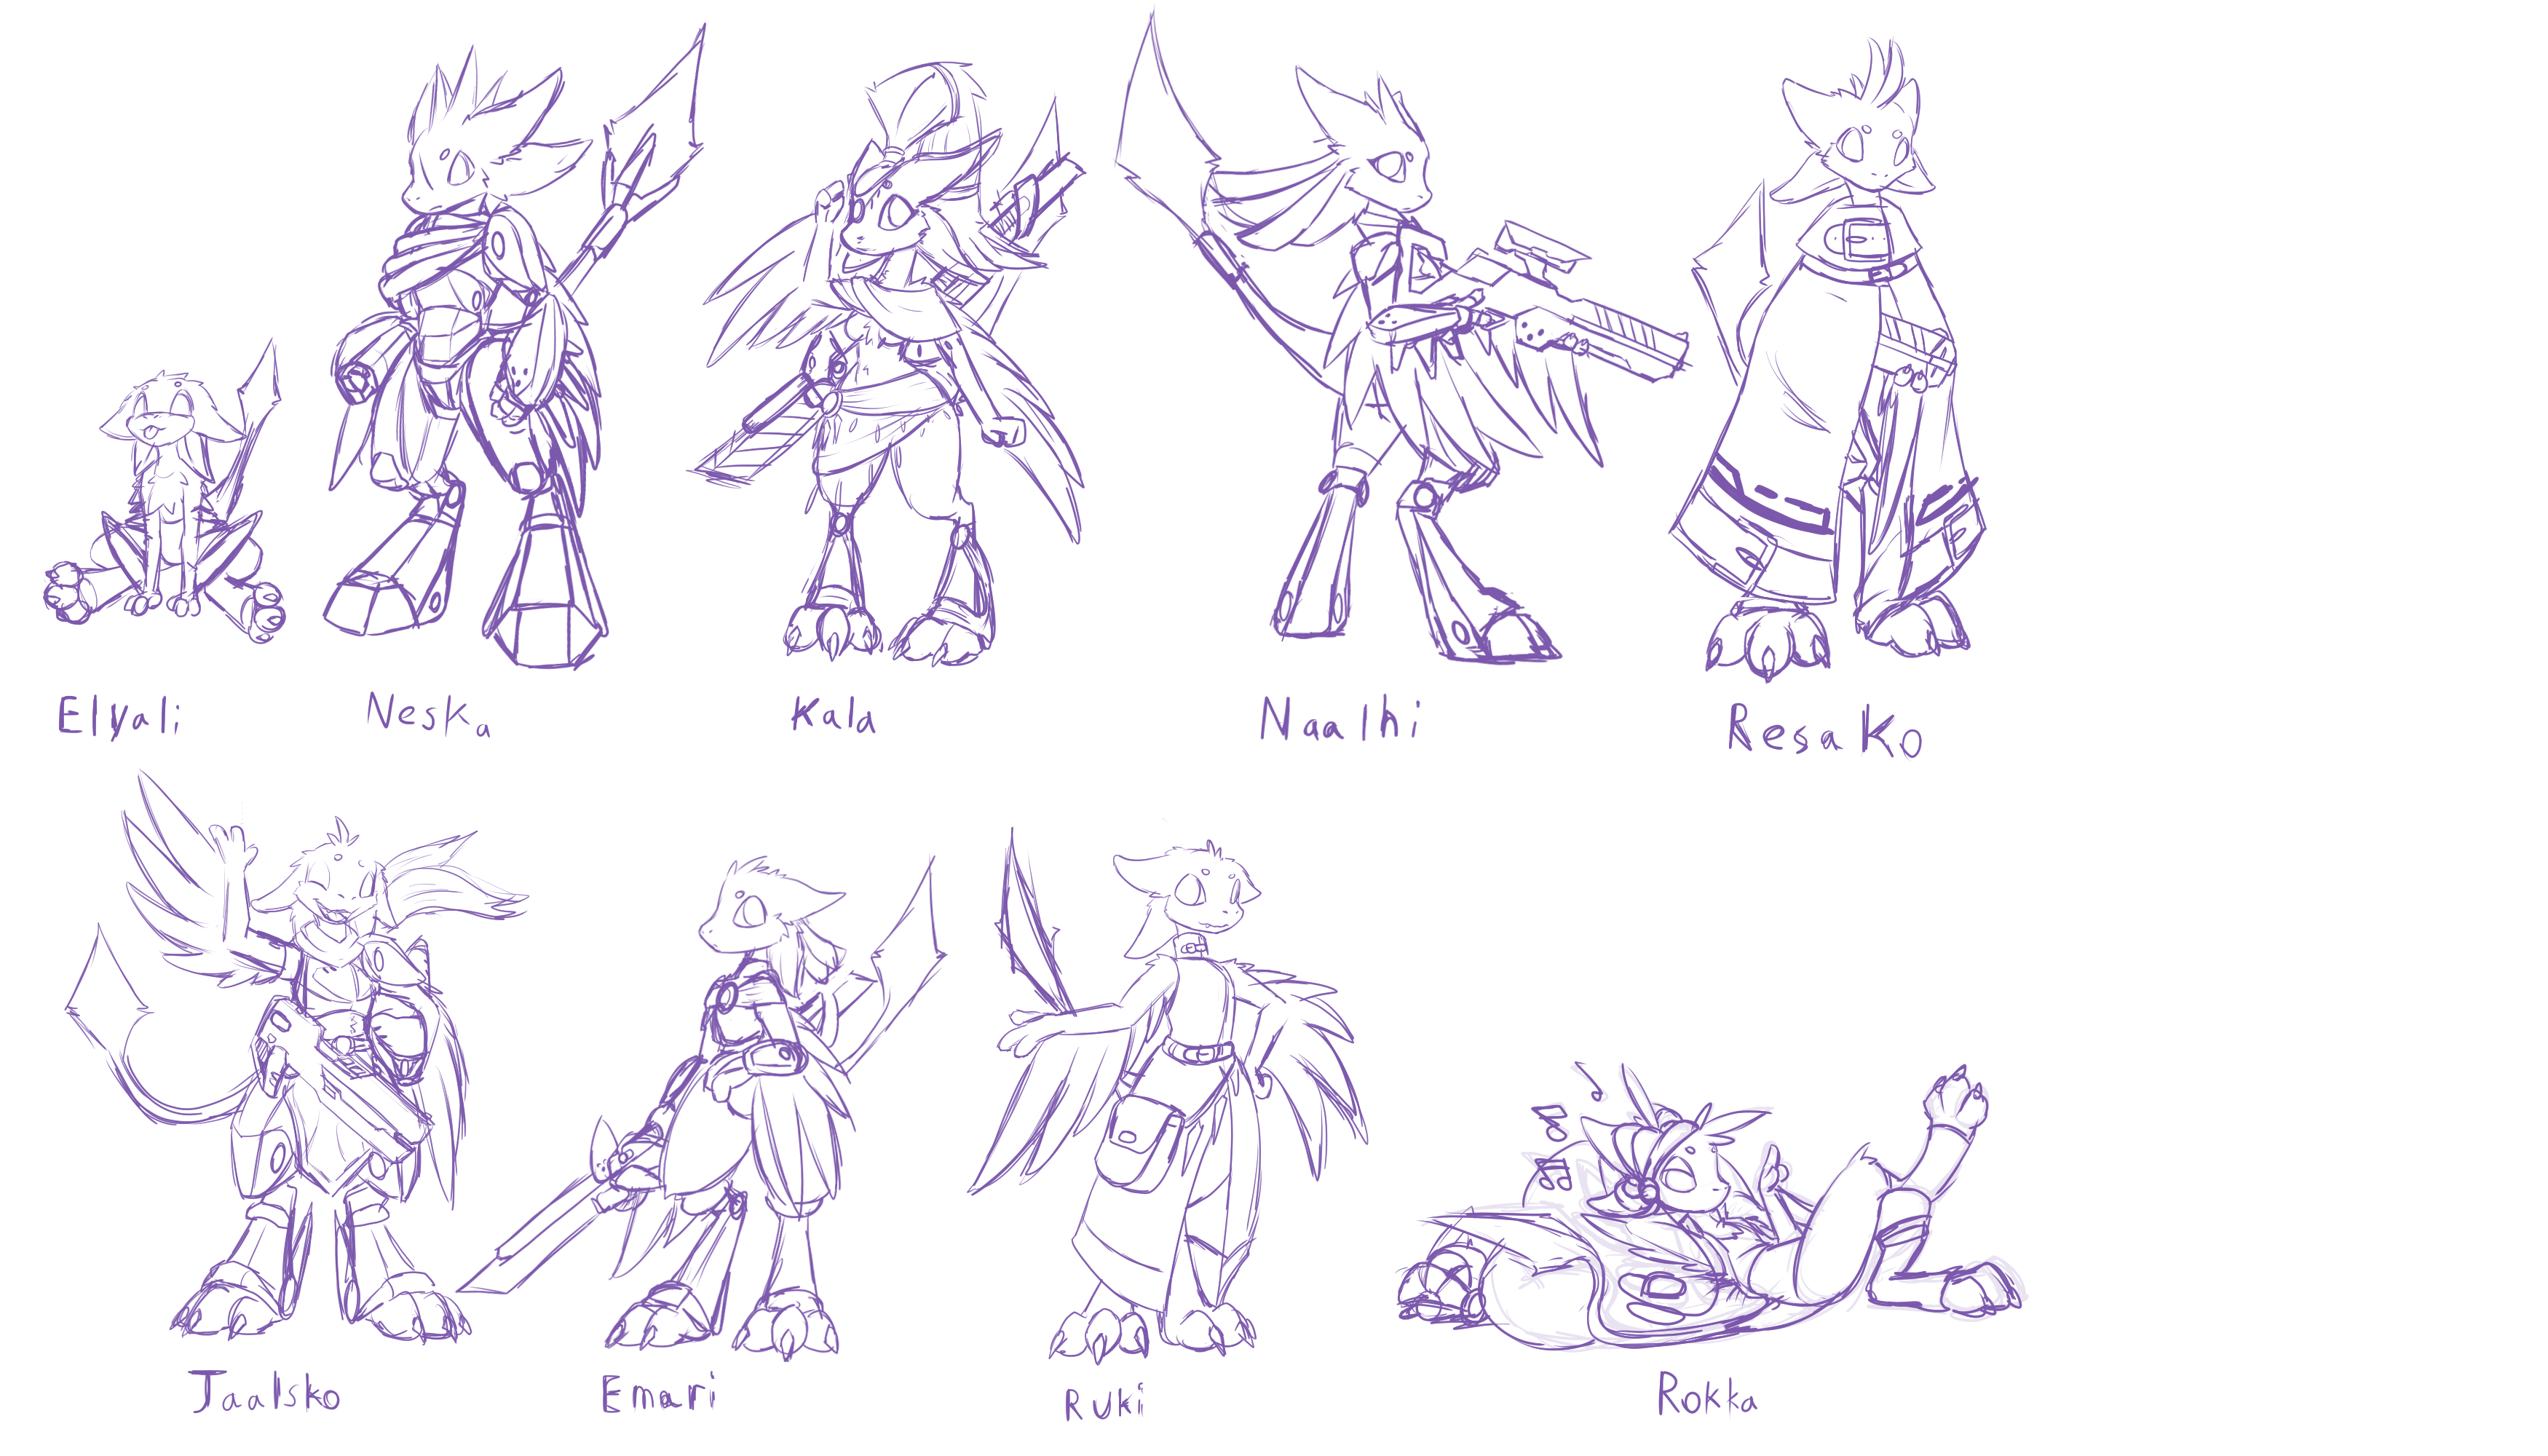 Elyali
Neska
Kala
Naalhi
Resako
Jaalsko
Emari
Ruki
Rokka